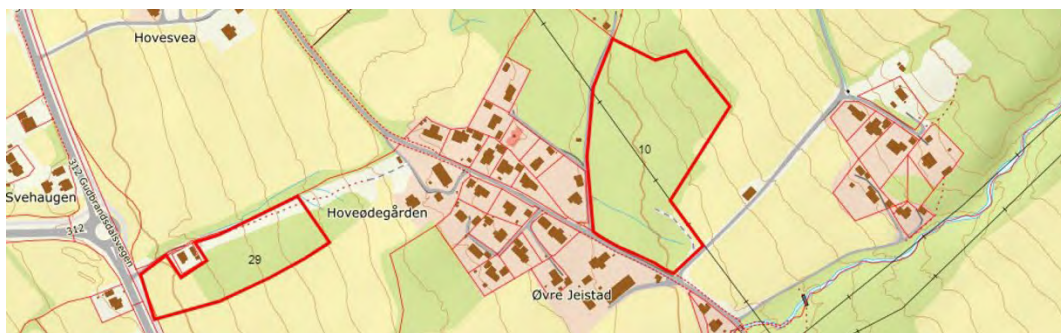 Hovesvea
10
Svehaugen
312 Gudbrandsdalsvegen
Hoveødegården
312
29
Øvre Jeistad